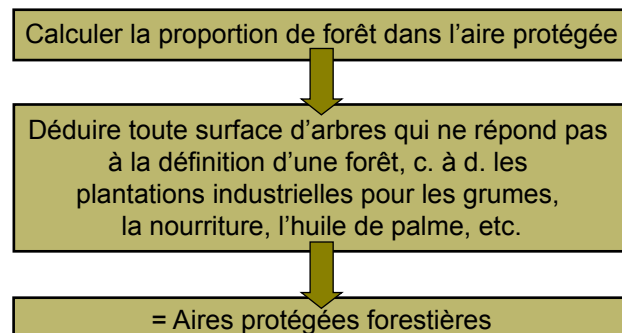 Calculer la proportion de forêt dans l'aire protégée
Déduire toute surface d'arbres qui ne répond pas
à la définition d'une forêt, c. à d. les
plantations industrielles pour les grumes,
la nourriture, l'huile de palme, etc.
= Aires protégées forestières